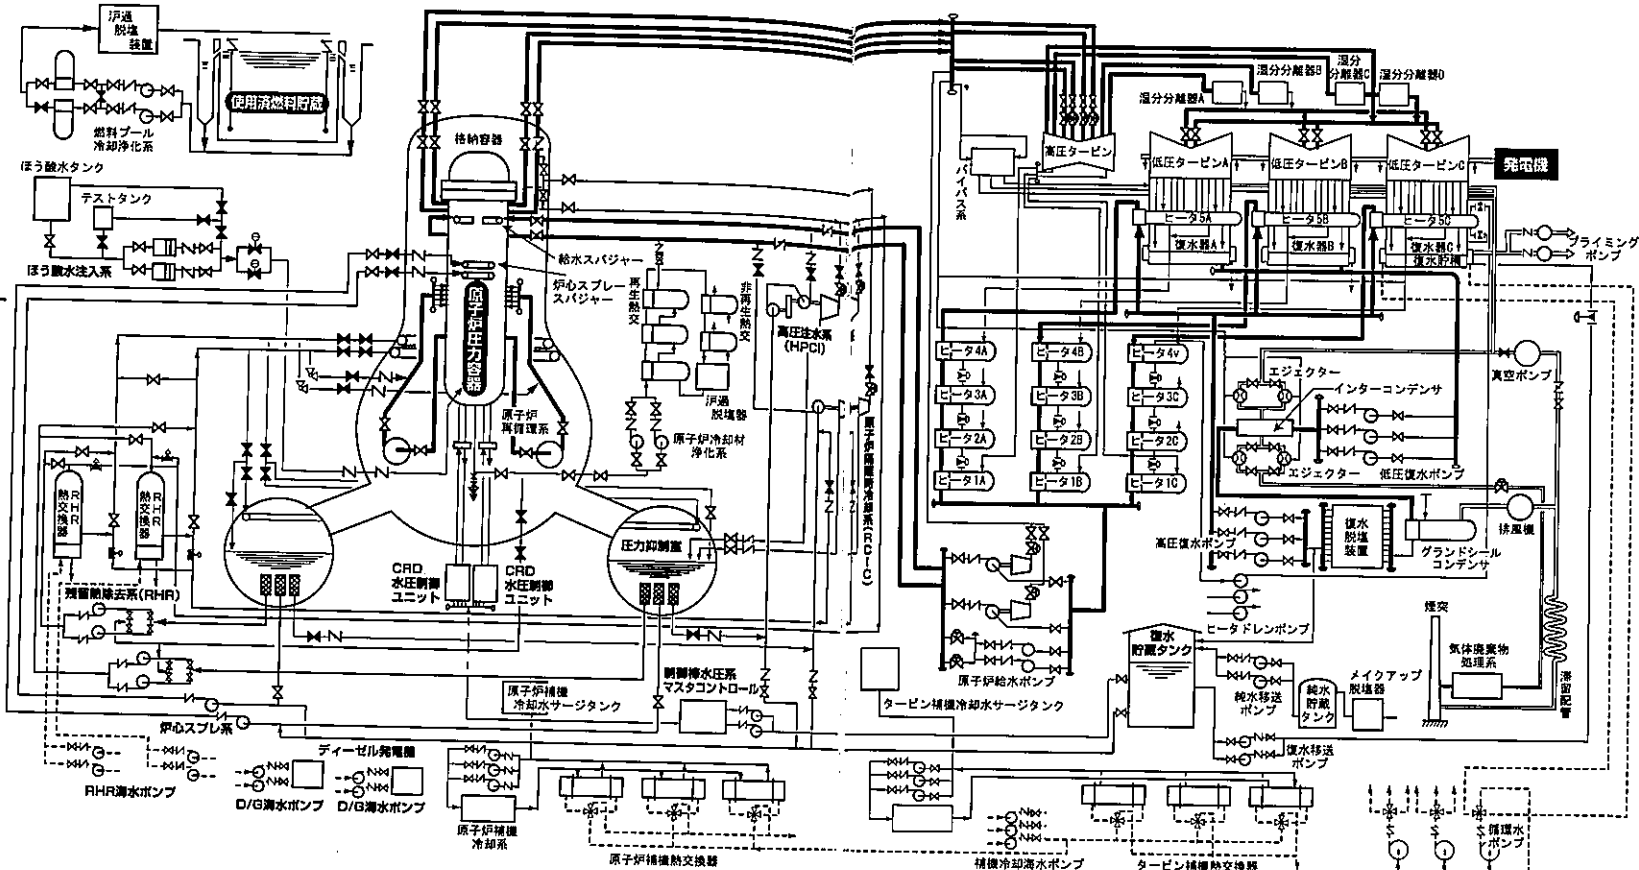 沪過
脱塩
装置
使用済燃料貯蔵
燃料プール
冷却浄化系
ほう酸水タンク
テストタンク
ほう酸水注入系
格納容器
給水スパジャー
炉心スプレー
スパジャー
原子炉圧力容器
原子炉
再循環系
再生熱交
非再生熱交
沪過
脱塩器
原子炉冷却材
浄化系
高圧注水系
(HPCI)
原子炉隔離時冷却系(RCIC)
RHR
熱交換器
RHR
熱交換器
残留熱除去系(RHR)
CRD
水圧制御
ユニット
CRD
水圧制御
ユニット
圧力抑制室
原子炉補機
冷却水サージタンク
制御棒水圧系
マスタコントロール
炉心スプレ系
RHR海水ポンプ
ディーゼル発電機
D/G海水ポンプ
D/G海水ポンプ
原子炉補機
冷却系
原子炉補機熱交換器
湿分分離器A
湿分分離器B
湿分
分離器C
湿分分離器D
高圧タービン
バイパス系
低圧タービンA
低圧タービンB
低圧タービンC
発電機
ヒータ5A
ヒータ5B
ヒータ5C
復水器A
復水器B
復水器C
復水貯槽
プライミング
ポンプ
ヒータ4A
ヒータ4B
ヒータ4v
ヒータ3A
ヒータ3B
ヒータ3C
ヒータ2A
ヒータ2B
ヒータ2C
ヒータ1A
ヒータ1B
ヒータ1C
エジェクター
インターコンデンサ
エジェクター
真空ポンプ
低圧復水ポンプ
高圧復水ポンプ
復水
脱塩
装置
グランドシール
コンデンサ
排風機
ヒータドレンポンプ
原子炉給水ポンプ
タービン補機冷却水サージタンク
復水
貯蔵タンク
純水移送
ポンプ
純水
貯蔵
タンク
メイクアップ
脱塩器
煙突
気体廃棄物
処理系
滞留配管
復水移送
ポンプ
補機冷却海水ポンプ
タービン補機熱交換器
循環水
ポンプ